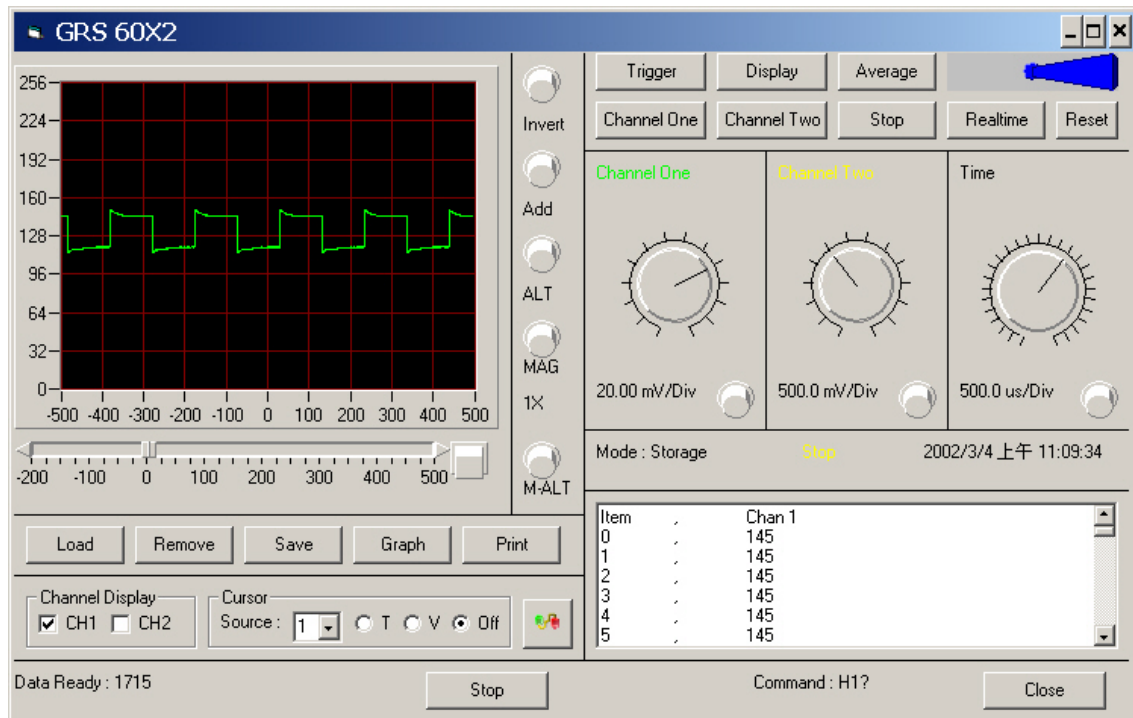 GRS 60X2
256
224
192
160
128
96
64
32
0
-500 -400 -300 -200 -100 0 100 200 300 400 500
-200 -100 0 100 200 300 400 500
Invert
Add
ALT
MAG
1X
M-ALT
Trigger Display Average
Channel One Channel Two Stop Realtime Reset
Channel One Channel Two Time
20.00 mV/Div 500.0 mV/Div 500.0 us/Div
Mode : Storage Stop 2002/3/4 上午 11:09:34
Item , Chan 1
0 , 145
1 , 145
2 , 145
3 , 145
4 , 145
5 , 145
Load Remove Save Graph Print
Channel Display Cursor
CH1 CH2 Source : 1 T V Off
Data Ready : 1715 Stop Command : H1? Close